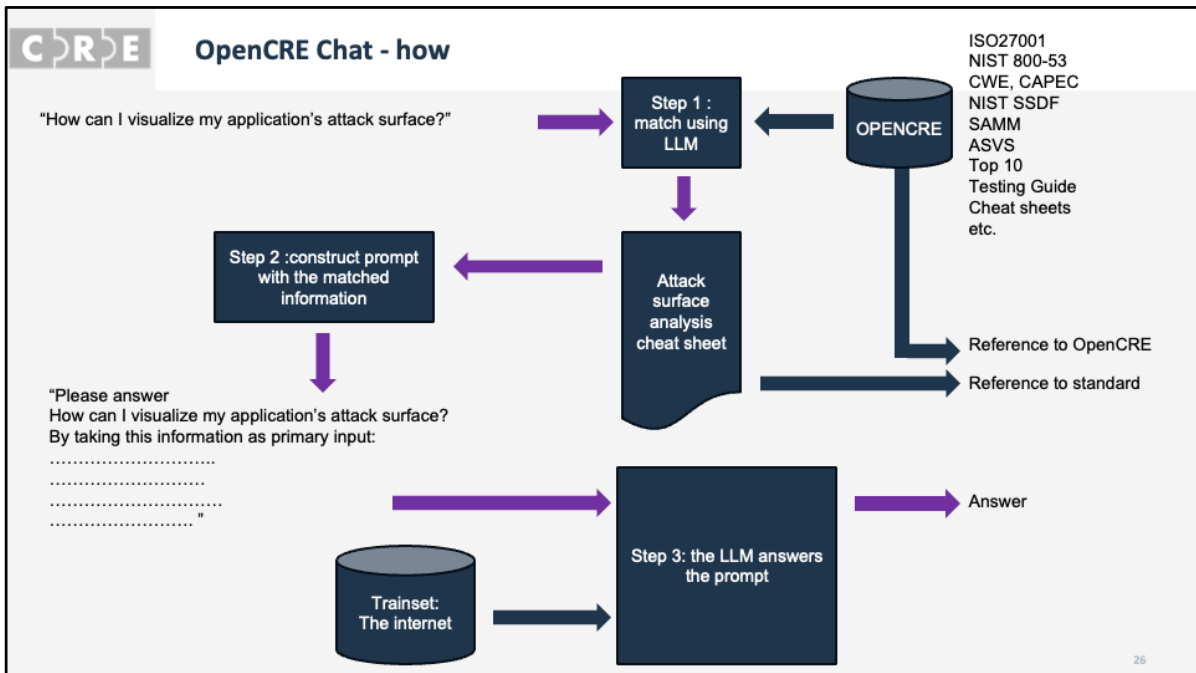 CRE
OpenCRE Chat - how
“How can I visualize my application’s attack surface?”
Step 1 :
match using
LLM
OPENCRE
ISO27001
NIST 800-53
CWE, CAPEC
NIST SSDF
SAMM
ASVS
Top 10
Testing Guide
Cheat sheets
etc.
Step 2 :construct prompt
with the matched
information
Attack
surface
analysis
cheat sheet
Reference to OpenCRE
Reference to standard
“Please answer
How can I visualize my application’s attack surface?
By taking this information as primary input:
…………………………..
………………………
………………………….
……………………. ”
Step 3: the LLM answers
the prompt
Answer
Trainset:
The internet
26